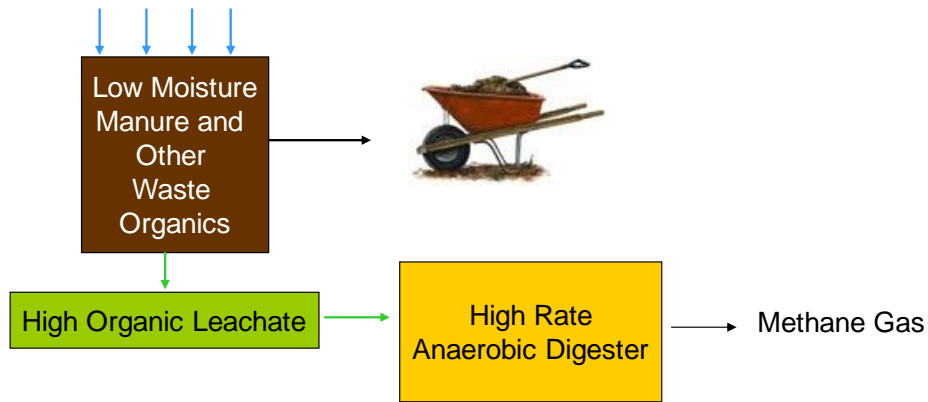 Low Moisture
Manure and
Other
Waste
Organics
High Organic Leachate
High Rate
Anaerobic Digester
Methane Gas